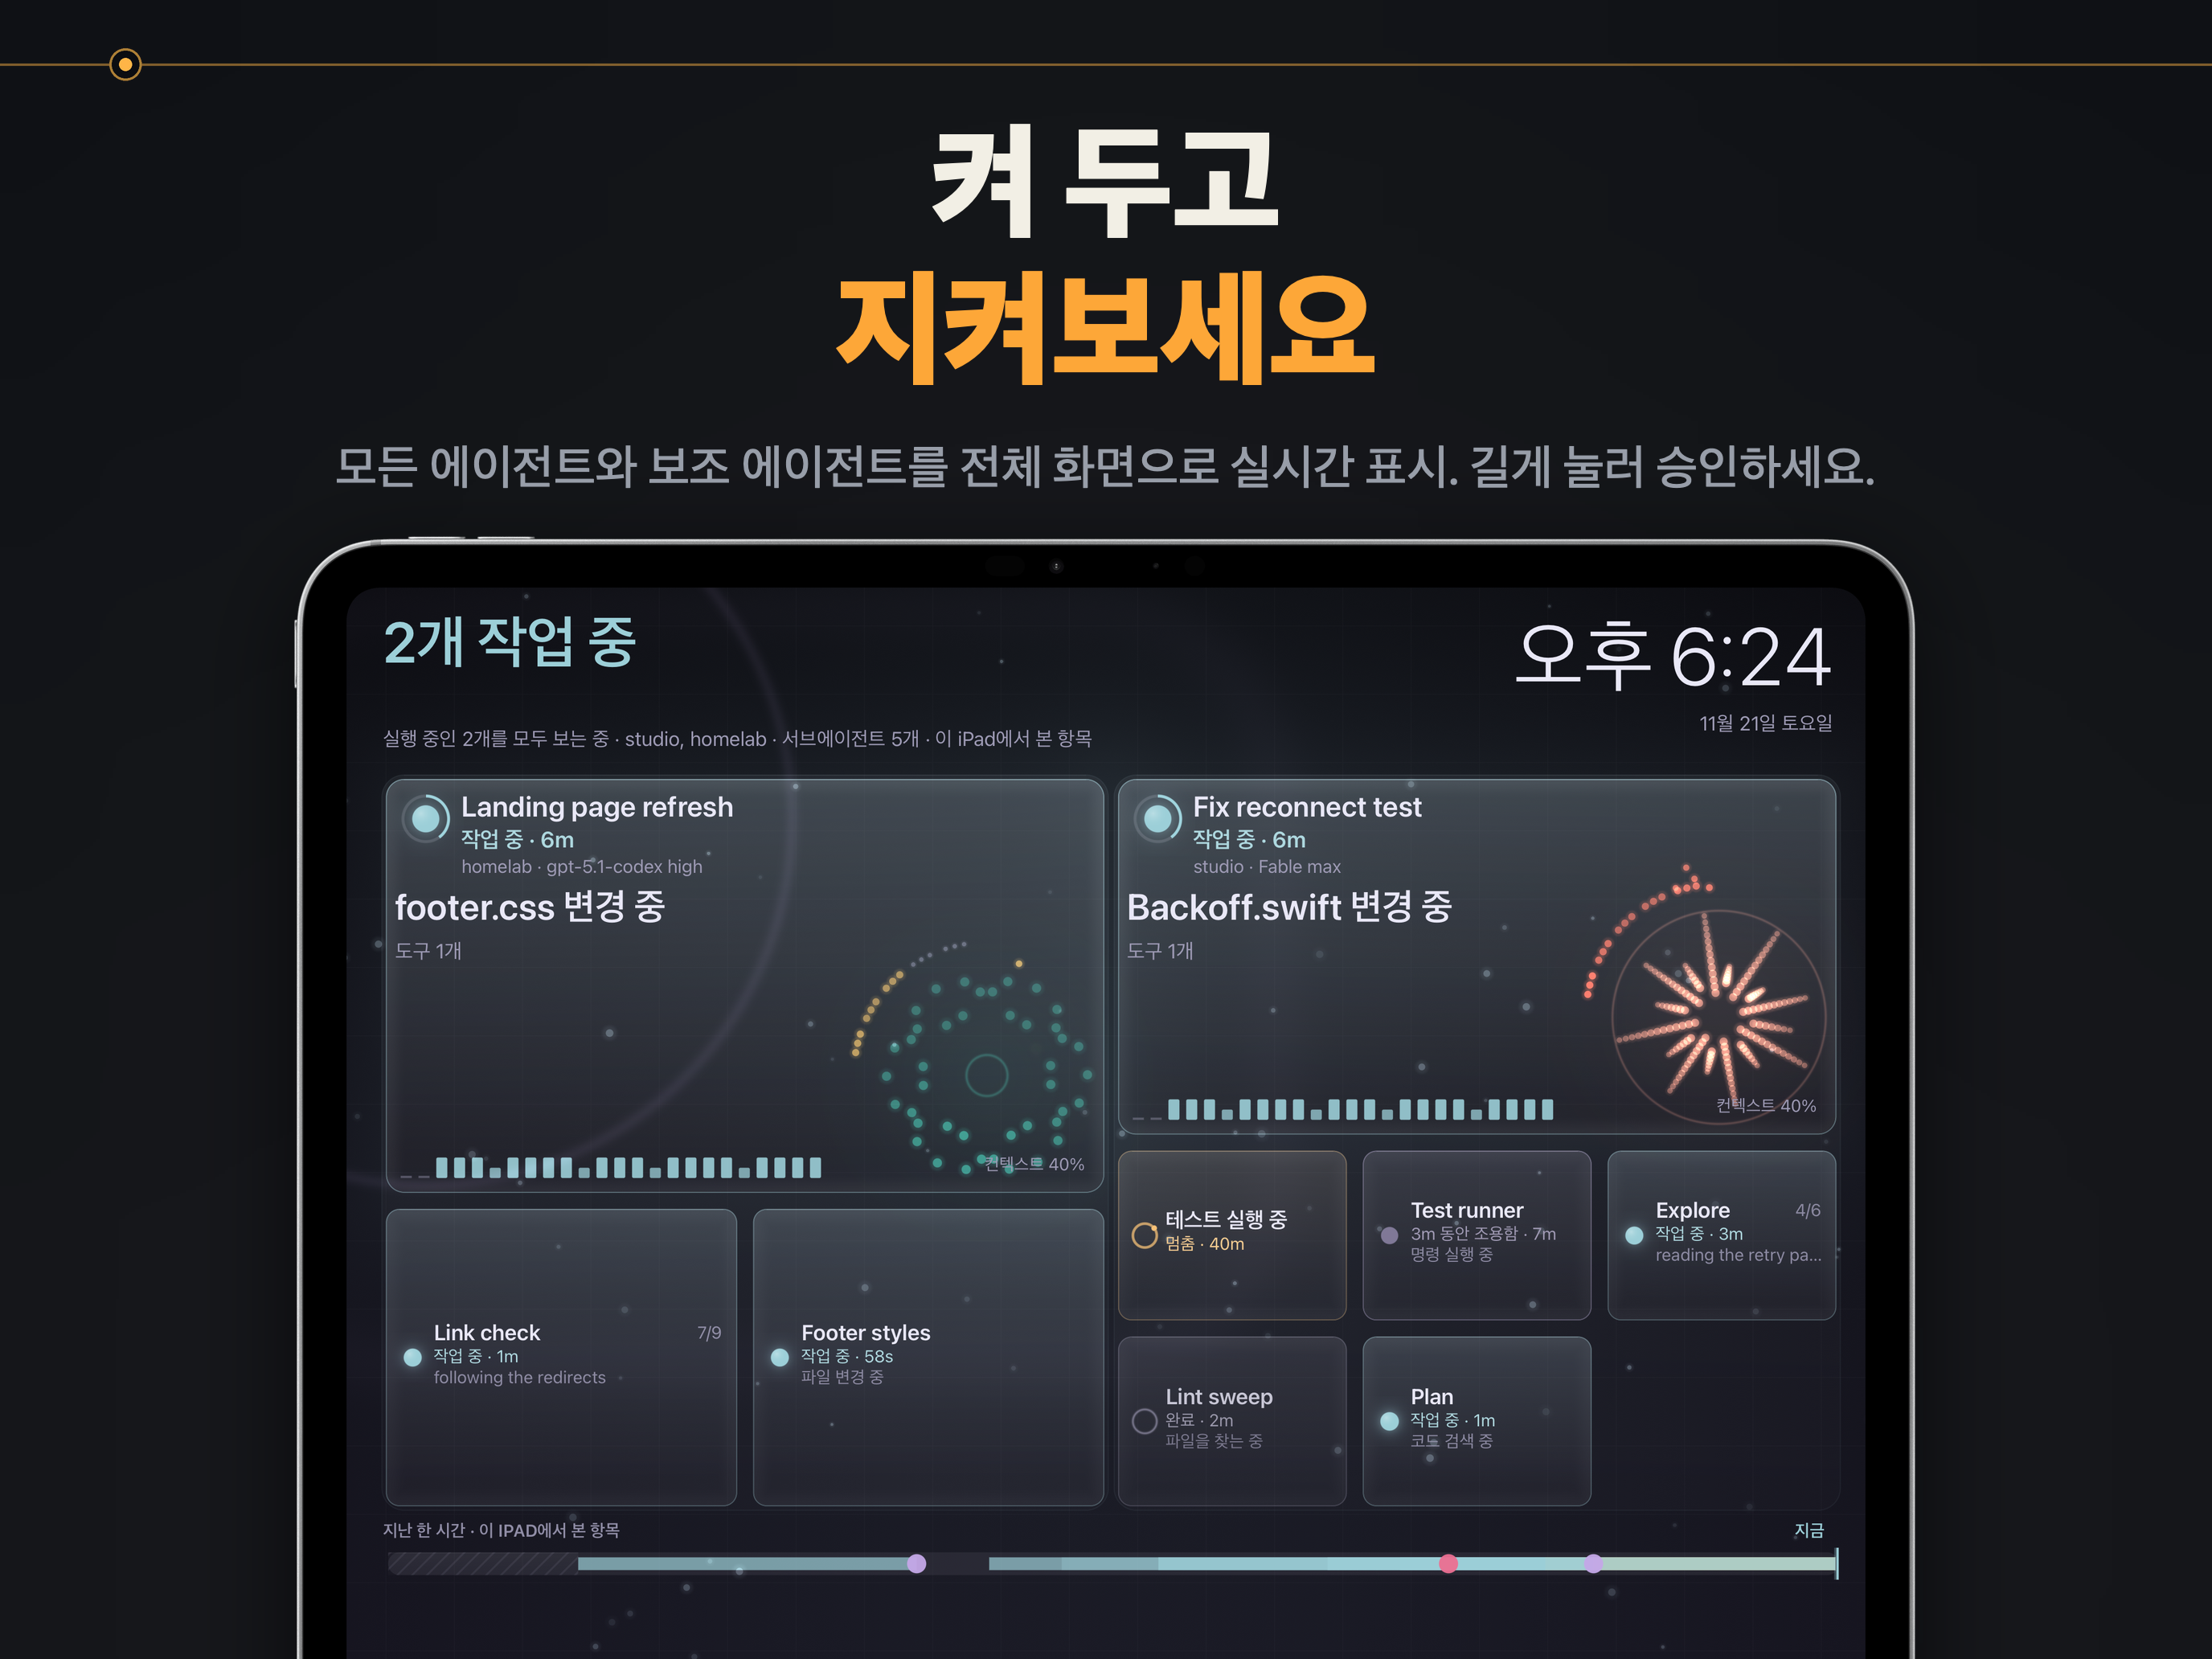 켜 두고
지켜보세요
모든 에이전트와 보조 에이전트를 전체 화면으로 실시간 표시. 길게 눌러 승인하세요.
2개 작업 중
오후 6:24
11월 21일 토요일
실행 중인 2개를 모두 보는 중 · studio, homelab · 서브에이전트 5개 · 이 iPad에서 본 항목
Landing page refresh
작업 중 · 6m
homelab · gpt-5.1-codex high
footer.css 변경 중
도구 1개
컨텍스트 40%
Fix reconnect test
작업 중 · 6m
studio · Fable max
Backoff.swift 변경 중
도구 1개
컨텍스트 40%
Link check
7/9
작업 중 · 1m
following the redirects
Footer styles
작업 중 · 58s
파일 변경 중
테스트 실행 중
멈춤 · 40m
Test runner
3m 동안 조용함 · 7m
명령 실행 중
Explore
4/6
작업 중 · 3m
reading the retry pa...
Lint sweep
완료 · 2m
파일을 찾는 중
Plan
작업 중 · 1m
코드 검색 중
지난 한 시간 · 이 IPAD에서 본 항목
지금